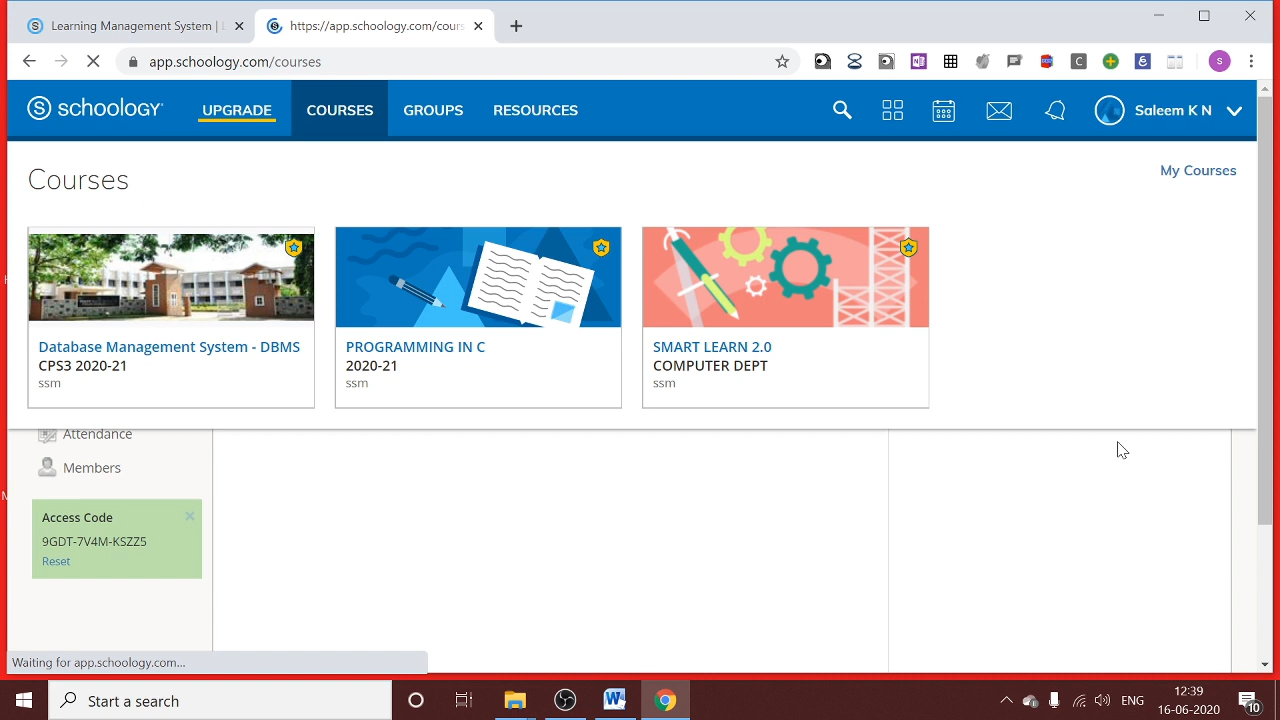 Learning Management System |
https://app.schoology.com/cours
app.schoology.com/courses
S schoology
UPGRADE
COURSES
GROUPS
RESOURCES
Saleem K N
Courses
My Courses
Database Management System - DBMS
CPS3 2020-21
ssm
PROGRAMMING IN C
2020-21
ssm
SMART LEARN 2.0
COMPUTER DEPT
ssm
Attendance
Members
Access Code
9GDT-7V4M-KSZZ5
Reset
Waiting for app.schoology.com...
Start a search
ENG
12:39
16-06-2020
10